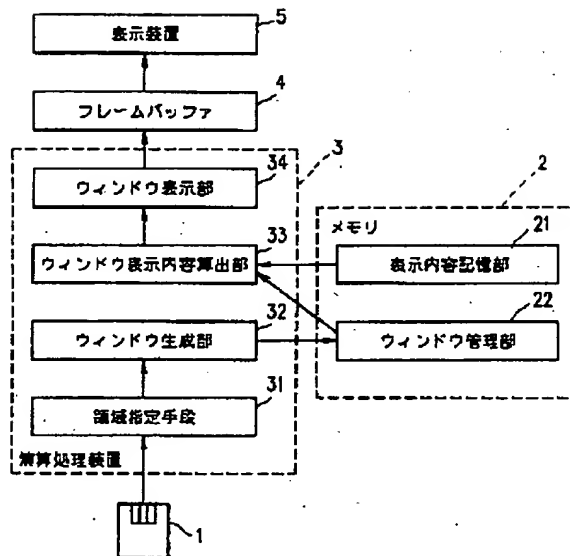 5
表示装置
4
フレームバッファ
34
3
ウィンドウ表示部
2
33
メモリ
21
ウィンドウ表示内容算出部
表示内容記憶部
32
22
ウィンドウ生成部
ウィンドウ管理部
31
領域指定手段
演算処理装置
1